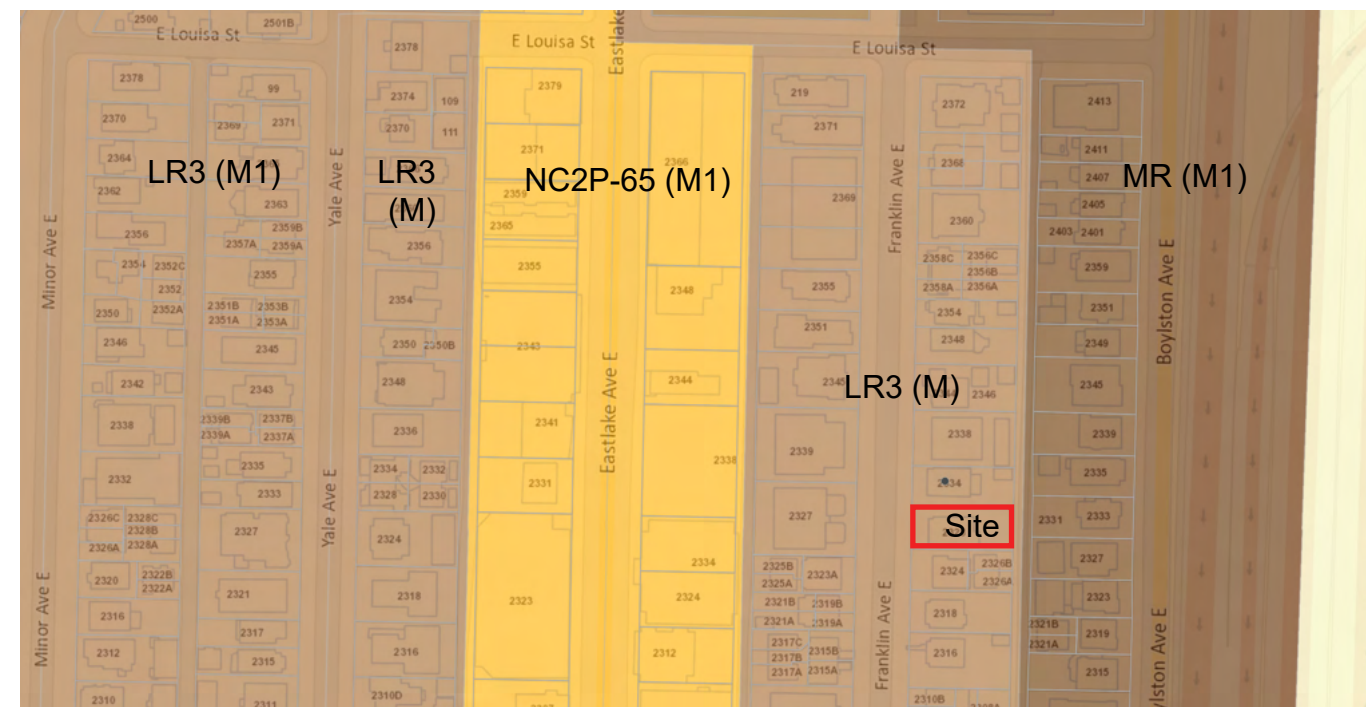 2500
2501B
E Louisa St
2378
E Louisa St
Eastlake
E Louisa St
2378
99
2374
109
2379
219
2372
2413
2370
2369
2371
2370
111
2371
2371
2411
2364
LR3 (M1)
Yale Ave E
LR3
(M)
NC2P-65 (M1)
2366
Franklin Ave E
2368
2407
MR (M1)
2362
2363
2359
2369
2405
2356
2359B
2357A
2359A
2356
2365
2360
2403
2401
Minor Ave E
2354
2352C
2352
2352A
2355
2354
2355
2348
2355
2358C
2356C
2356B
2358A
2356A
2359
Boylston Ave E
2350
2351B
2353B
2351A
2353A
2354
2351
2346
2345
2350
2350B
2343
2351
2348
2349
2342
2343
2348
Eastlake Ave E
2344
2345
LR3 (M)
2346
2345
2338
2339B
2337B
2339A
2337A
2336
2341
2338
2339
2338
2339
2332
2335
2333
Yale Ave E
2334
2332
2328
2330
2331
2334
2335
2326C
2328C
2328B
2326A
2328A
2327
2324
2327
Site
2331
2333
2320
2322B
2322A
2334
2325B
2325A
2323A
2324
2326B
2326A
2327
Minor Ave E
2316
2321
2318
2323
2324
2321B
2319B
2321A
2319A
Franklin Ave E
2318
2323
2321B
2321A
2319
2312
2317
2315
2316
2312
2317C
2317B
2315B
2317A
2315A
2316
2315
ylston Ave E
2310
2311
2310D
2310B